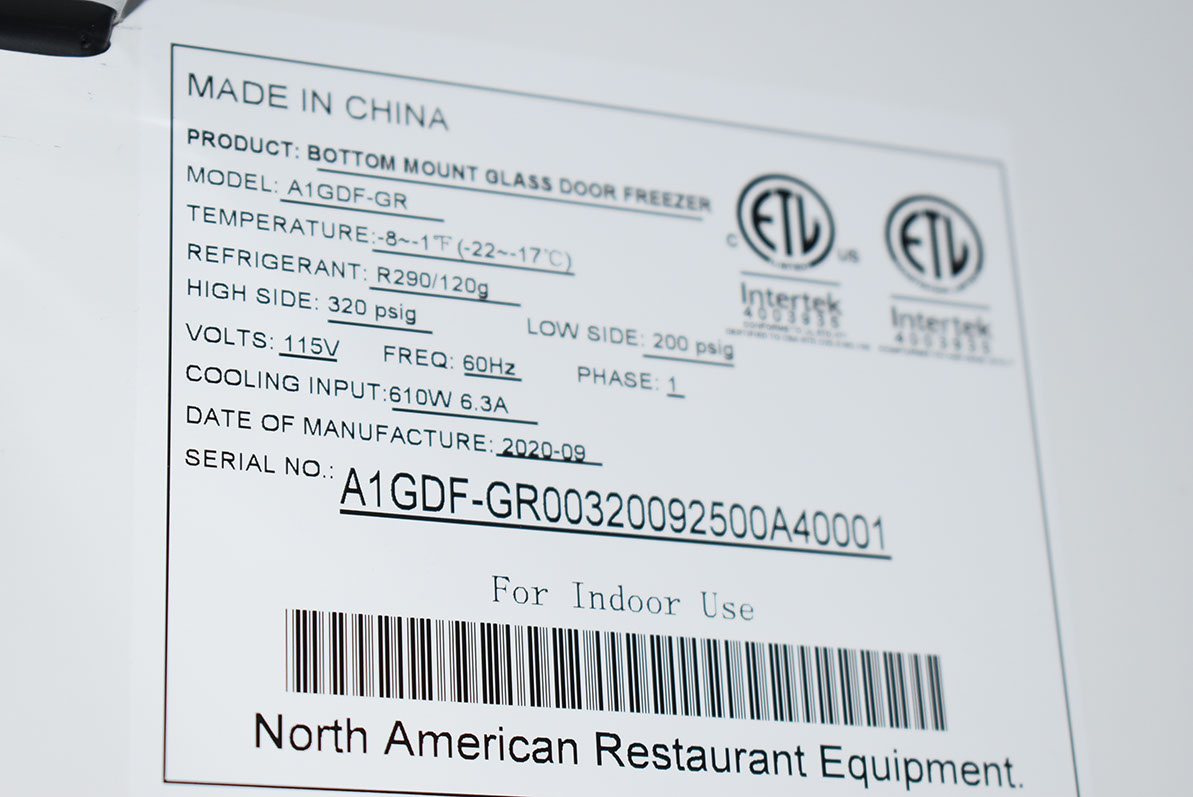 MADE IN CHINA
PRODUCT: BOTTOM MOUNT GLASS DOOR FREEZER
MODEL: A1GDF-GR
TEMPERATURE:-8~-1℉(-22~-17℃)
REFRIGERANT: R290/120g
HIGH SIDE: 320 psig LOW SIDE: 200 psig
VOLTS: 115V FREQ: 60Hz PHASE: 1
COOLING INPUT:610W 6.3A
DATE OF MANUFACTURE: 2020-09
SERIAL NO.: A1GDF-GR00320092500A40001
C ETL US
Intertek
4003935
ETL
Intertek
4003935
For Indoor Use
North American Restaurant Equipment.